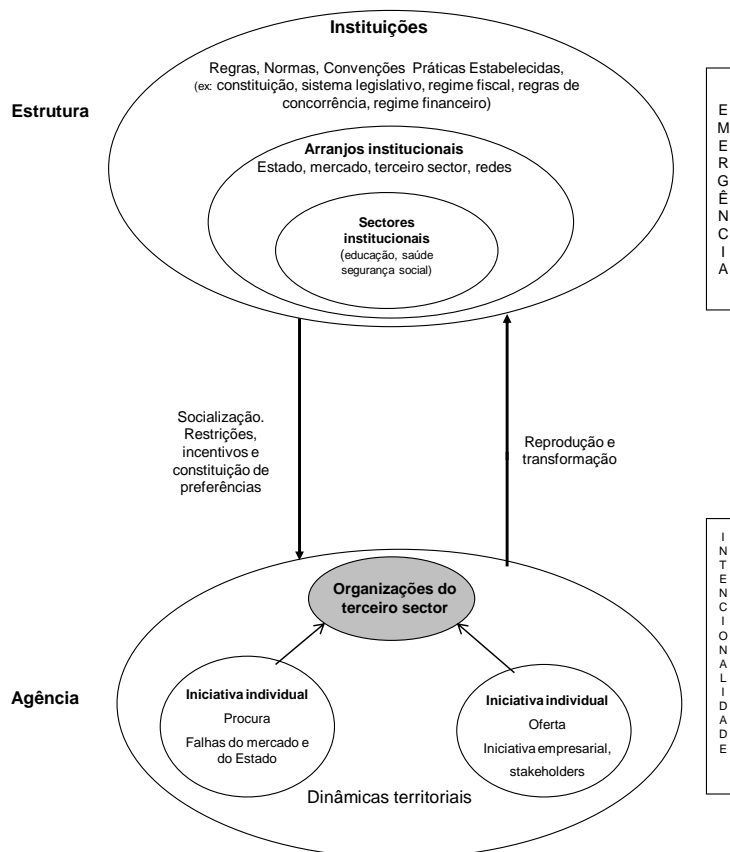 Instituições
Regras, Normas, Convenções Práticas Estabelecidas,
(ex: constituição, sistema legislativo, regime fiscal, regras de
concorrência, regime financeiro)
Estrutura
Arranjos institucionais
Estado, mercado, terceiro sector, redes
Sectores
institucionais
(educação, saúde
segurança social)
E
M
E
R
G
Ê
N
C
I
A
Socialização.
Restrições,
incentivos e
constituição de
preferências
Reprodução e
transformação
Organizações do
terceiro sector
Agência
Iniciativa individual
Procura
Falhas do mercado e
do Estado
Iniciativa individual
Oferta
Iniciativa empresarial,
stakeholders
Dinâmicas territoriais
I
N
T
E
N
C
I
O
N
A
L
I
D
A
D
E